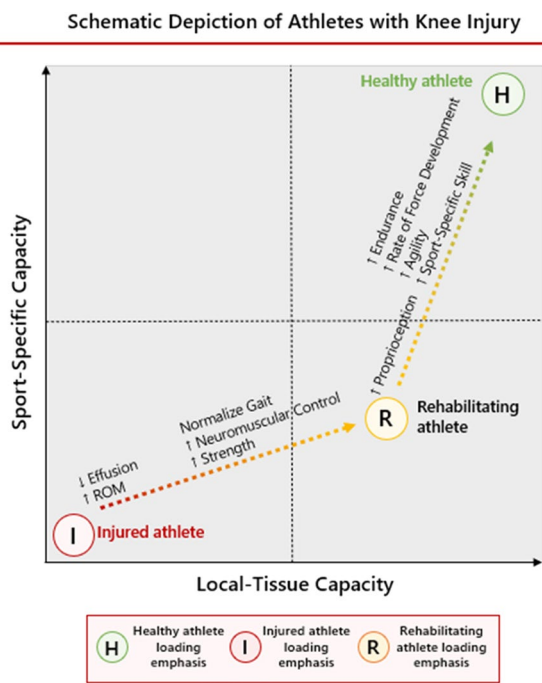 Schematic Depiction of Athletes with Knee Injury
Healthy athlete
H
↑ Endurance
↑ Rate of Force Development
↑ Agility
↑ Sport-Specific Skill
↑ Proprioception
Sport-Specific Capacity
Normalize Gait
↑ Neuromuscular Control
↑ Strength
R
Rehabilitating
athlete
↓ Effusion
↑ ROM
I
Injured athlete
Local-Tissue Capacity
H
Healthy athlete
loading
emphasis
I
Injured athlete
loading
emphasis
R
Rehabilitating
athlete loading
emphasis